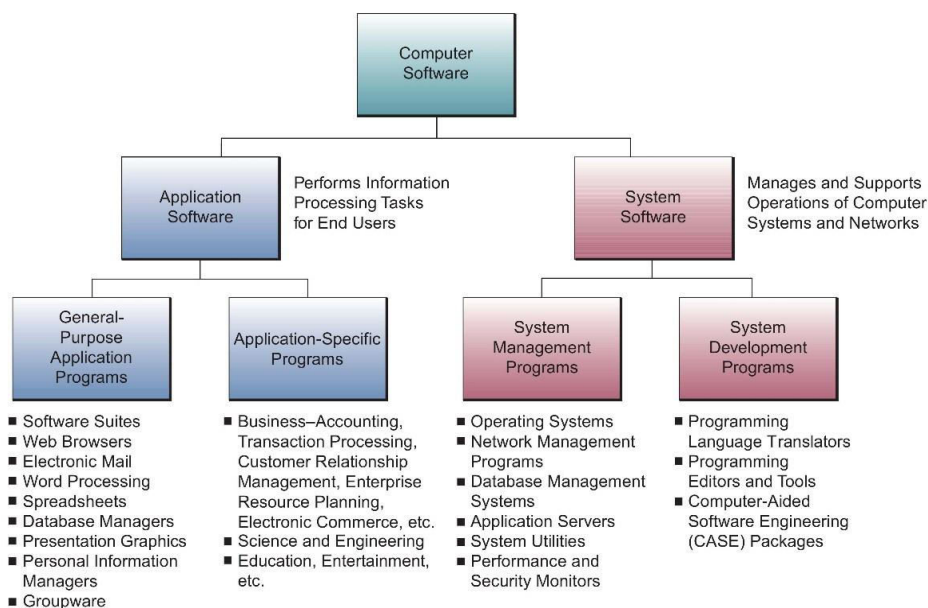 Computer
Software
Application
Software
Performs Information
Processing Tasks
for End Users
System
Software
Manages and Supports
Operations of Computer
Systems and Networks
General-
Purpose
Application
Programs
Application-Specific
Programs
System
Management
Programs
System
Development
Programs
■ Software Suites
■ Web Browsers
■ Electronic Mail
■ Word Processing
■ Spreadsheets
■ Database Managers
■ Presentation Graphics
■ Personal Information
Managers
■ Groupware
■ Business–Accounting,
Transaction Processing,
Customer Relationship
Management, Enterprise
Resource Planning,
Electronic Commerce, etc.
■ Science and Engineering
■ Education, Entertainment,
etc.
■ Operating Systems
■ Network Management
Programs
■ Database Management
Systems
■ Application Servers
■ System Utilities
■ Performance and
Security Monitors
■ Programming
Language Translators
■ Programming
Editors and Tools
■ Computer-Aided
Software Engineering
(CASE) Packages